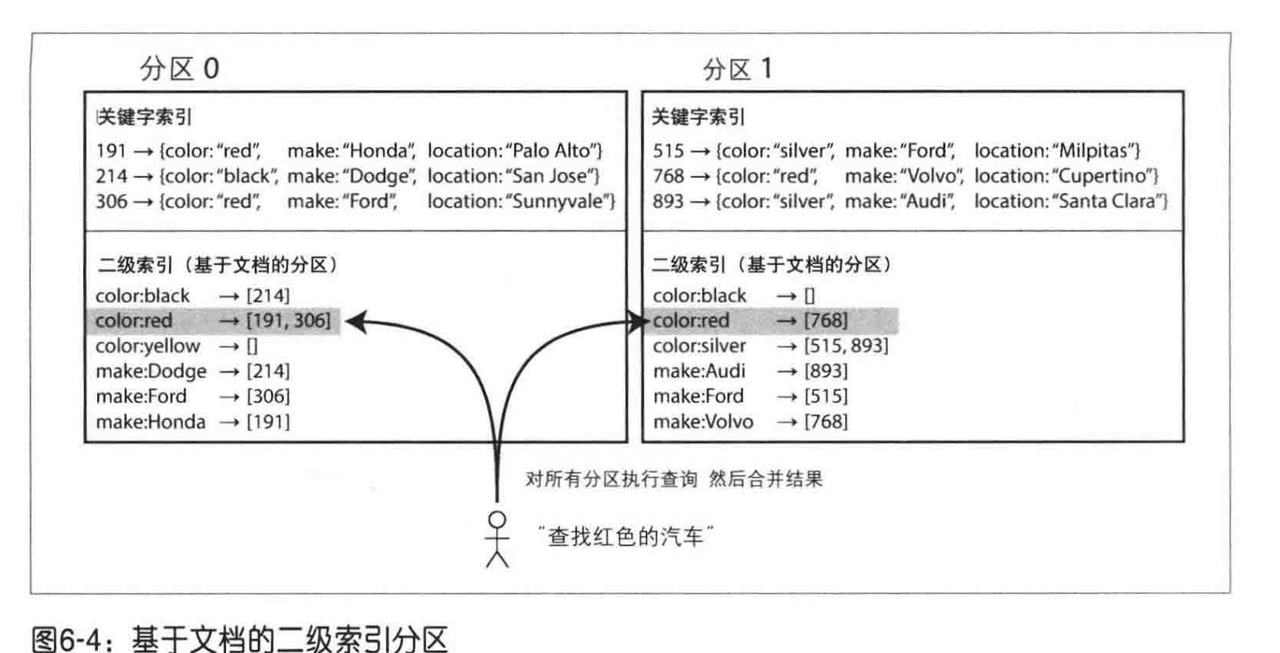 分区 0
关键字索引
191 → {color: “red”, make: “Honda”, location: “Palo Alto”}
214 → {color: “black”, make: “Dodge”, location: “San Jose”}
306 → {color: “red”, make: “Ford”, location: “Sunnyvale”}
二级索引（基于文档的分区）
color:black → [214]
color:red → [191, 306]
color:yellow → []
make:Dodge → [214]
make:Ford → [306]
make:Honda → [191]
分区 1
关键字索引
515 → {color: “silver”, make: “Ford”, location: “Milpitas”}
768 → {color: “red”, make: “Volvo”, location: “Cupertino”}
893 → {color: “silver”, make: “Audi”, location: “Santa Clara”}
二级索引（基于文档的分区）
color:black → []
color:red → [768]
color:silver → [515, 893]
make:Audi → [893]
make:Ford → [515]
make:Volvo → [768]
对所有分区执行查询 然后合并结果
“查找红色的汽车”
图6-4：基于文档的二级索引分区